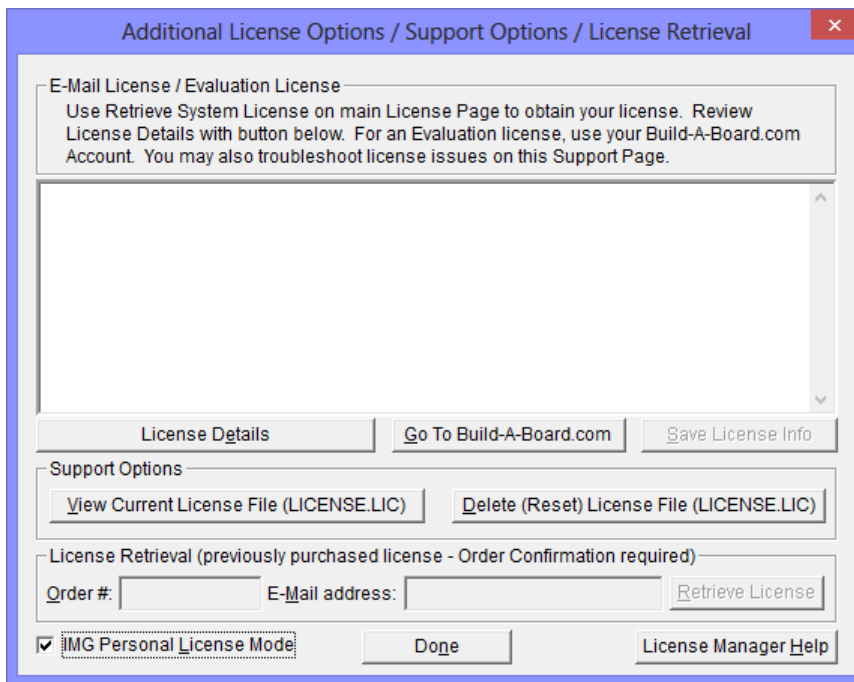 Additional License Options / Support Options / License Retrieval
E-Mail License / Evaluation License
Use Retrieve System License on main License Page to obtain your license. Review
License Details with button below. For an Evaluation license, use your Build-A-Board.com
Account. You may also troubleshoot license issues on this Support Page.
License Details Go To Build-A-Board.com Save License Info
Support Options
View Current License File (LICENSE.LIC) Delete (Reset) License File (LICENSE.LIC)
License Retrieval (previously purchased license - Order Confirmation required)
Order #: E-Mail address: Retrieve License
IMG Personal License Mode Done License Manager Help